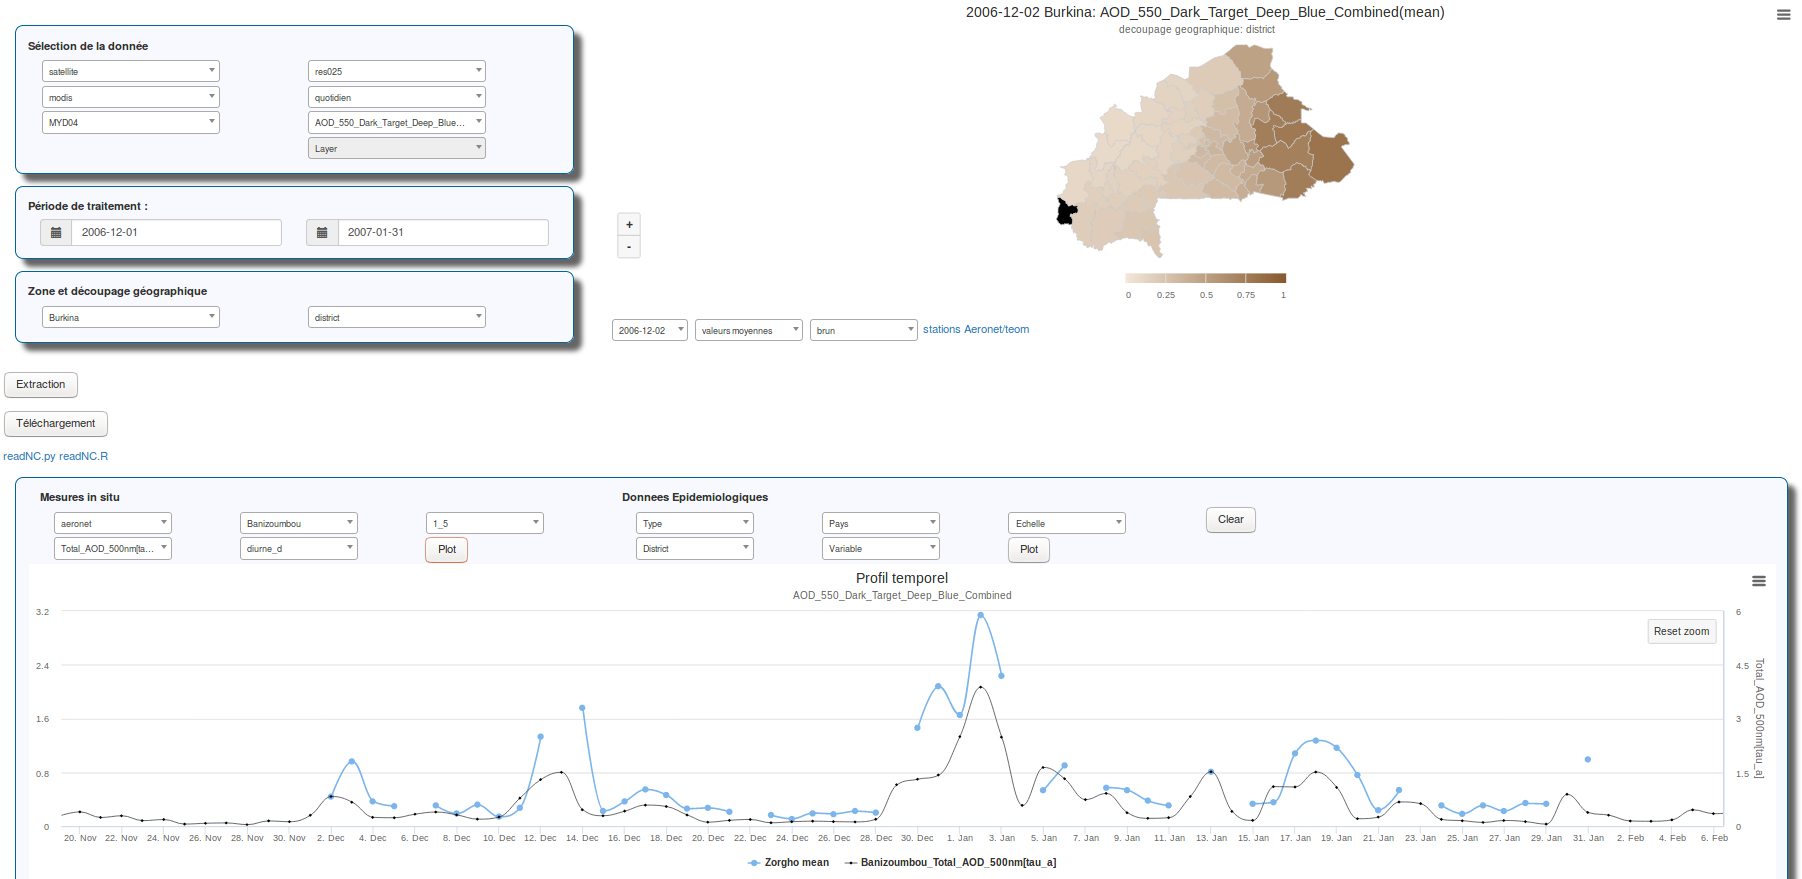 2006-12-02 Burkina: AOD_550_Dark_Target_Deep_Blue_Combined(mean)
decoupage geographique: district
Sélection de la donnée
satellite res025
modis quotidien
MYD04 AOD_550_Dark_Target_Deep_Blue...
Layer
Période de traitement :
2006-12-01 2007-01-31
+
-
Zone et découpage géographique
Burkina district
0 0.25 0.5 0.75 1
2006-12-02 valeurs moyennes brun stations Aeronet/teom
Extraction
Téléchargement
readNC.py readNC.R
Mesures in situ Donnees Epidemiologiques
aeronet Banizoumbou 1_5 Type Pays Echelle Clear
Total_AOD_500nm[ta... diurne_d Plot District Variable Plot
Profil temporel
AOD_550_Dark_Target_Deep_Blue_Combined
Reset zoom
3.2 6
2.4 4.5
1.6 3
0.8 1.5
0 0
Total_AOD_500nm[tau_a]
20. Nov 22. Nov 24. Nov 26. Nov 28. Nov 30. Nov 2. Dec 4. Dec 6. Dec 8. Dec 10. Dec 12. Dec 14. Dec 16. Dec 18. Dec 20. Dec 22. Dec 24. Dec 26. Dec 28. Dec 30. Dec 1. Jan 3. Jan 5. Jan 7. Jan 9. Jan 11. Jan 13. Jan 15. Jan 17. Jan 19. Jan 21. Jan 23. Jan 25. Jan 27. Jan 29. Jan 31. Jan 2. Feb 4. Feb 6. Feb
Zorgho mean Banizoumbou_Total_AOD_500nm[tau_a]